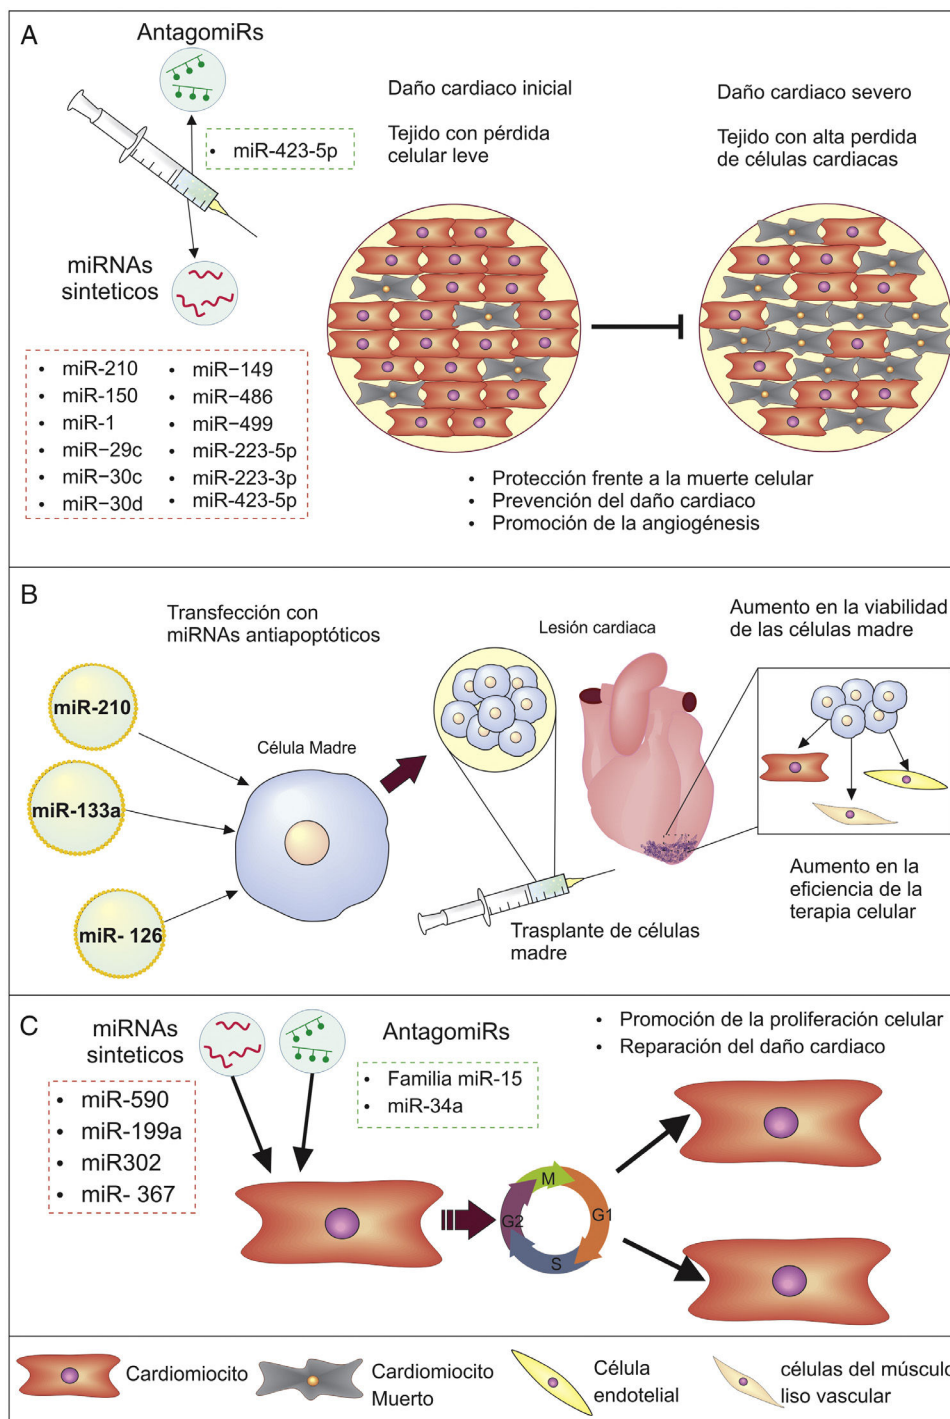 A
AntagomiRs
• miR-423-5p
miRNAs
sinteticos
• miR-210
• miR-150
• miR-1
• miR−29c
• miR−30c
• miR−30d
• miR−149
• miR−486
• miR−499
• miR-223-5p
• miR-223-3p
• miR-423-5p
Daño cardiaco inicial
Tejido con pérdida
celular leve
Daño cardiaco severo
Tejido con alta perdida
de células cardiacas
• Protección frente a la muerte celular
• Prevención del daño cardiaco
• Promoción de la angiogénesis
B
Transfección con
miRNAs antiapoptóticos
miR-210
miR-133a
miR- 126
Célula Madre
Lesión cardiaca
Trasplante de células
madre
Aumento en la viabilidad
de las células madre
Aumento en la
eficiencia de la
terapia celular
C
miRNAs
sinteticos
• miR-590
• miR-199a
• miR302
• miR- 367
AntagomiRs
• Familia miR-15
• miR-34a
M
G1
S
G2
• Promoción de la proliferación celular
• Reparación del daño cardiaco
Cardiomiocito
Cardiomiocito
Muerto
Célula
endotelial
células del músculo
liso vascular